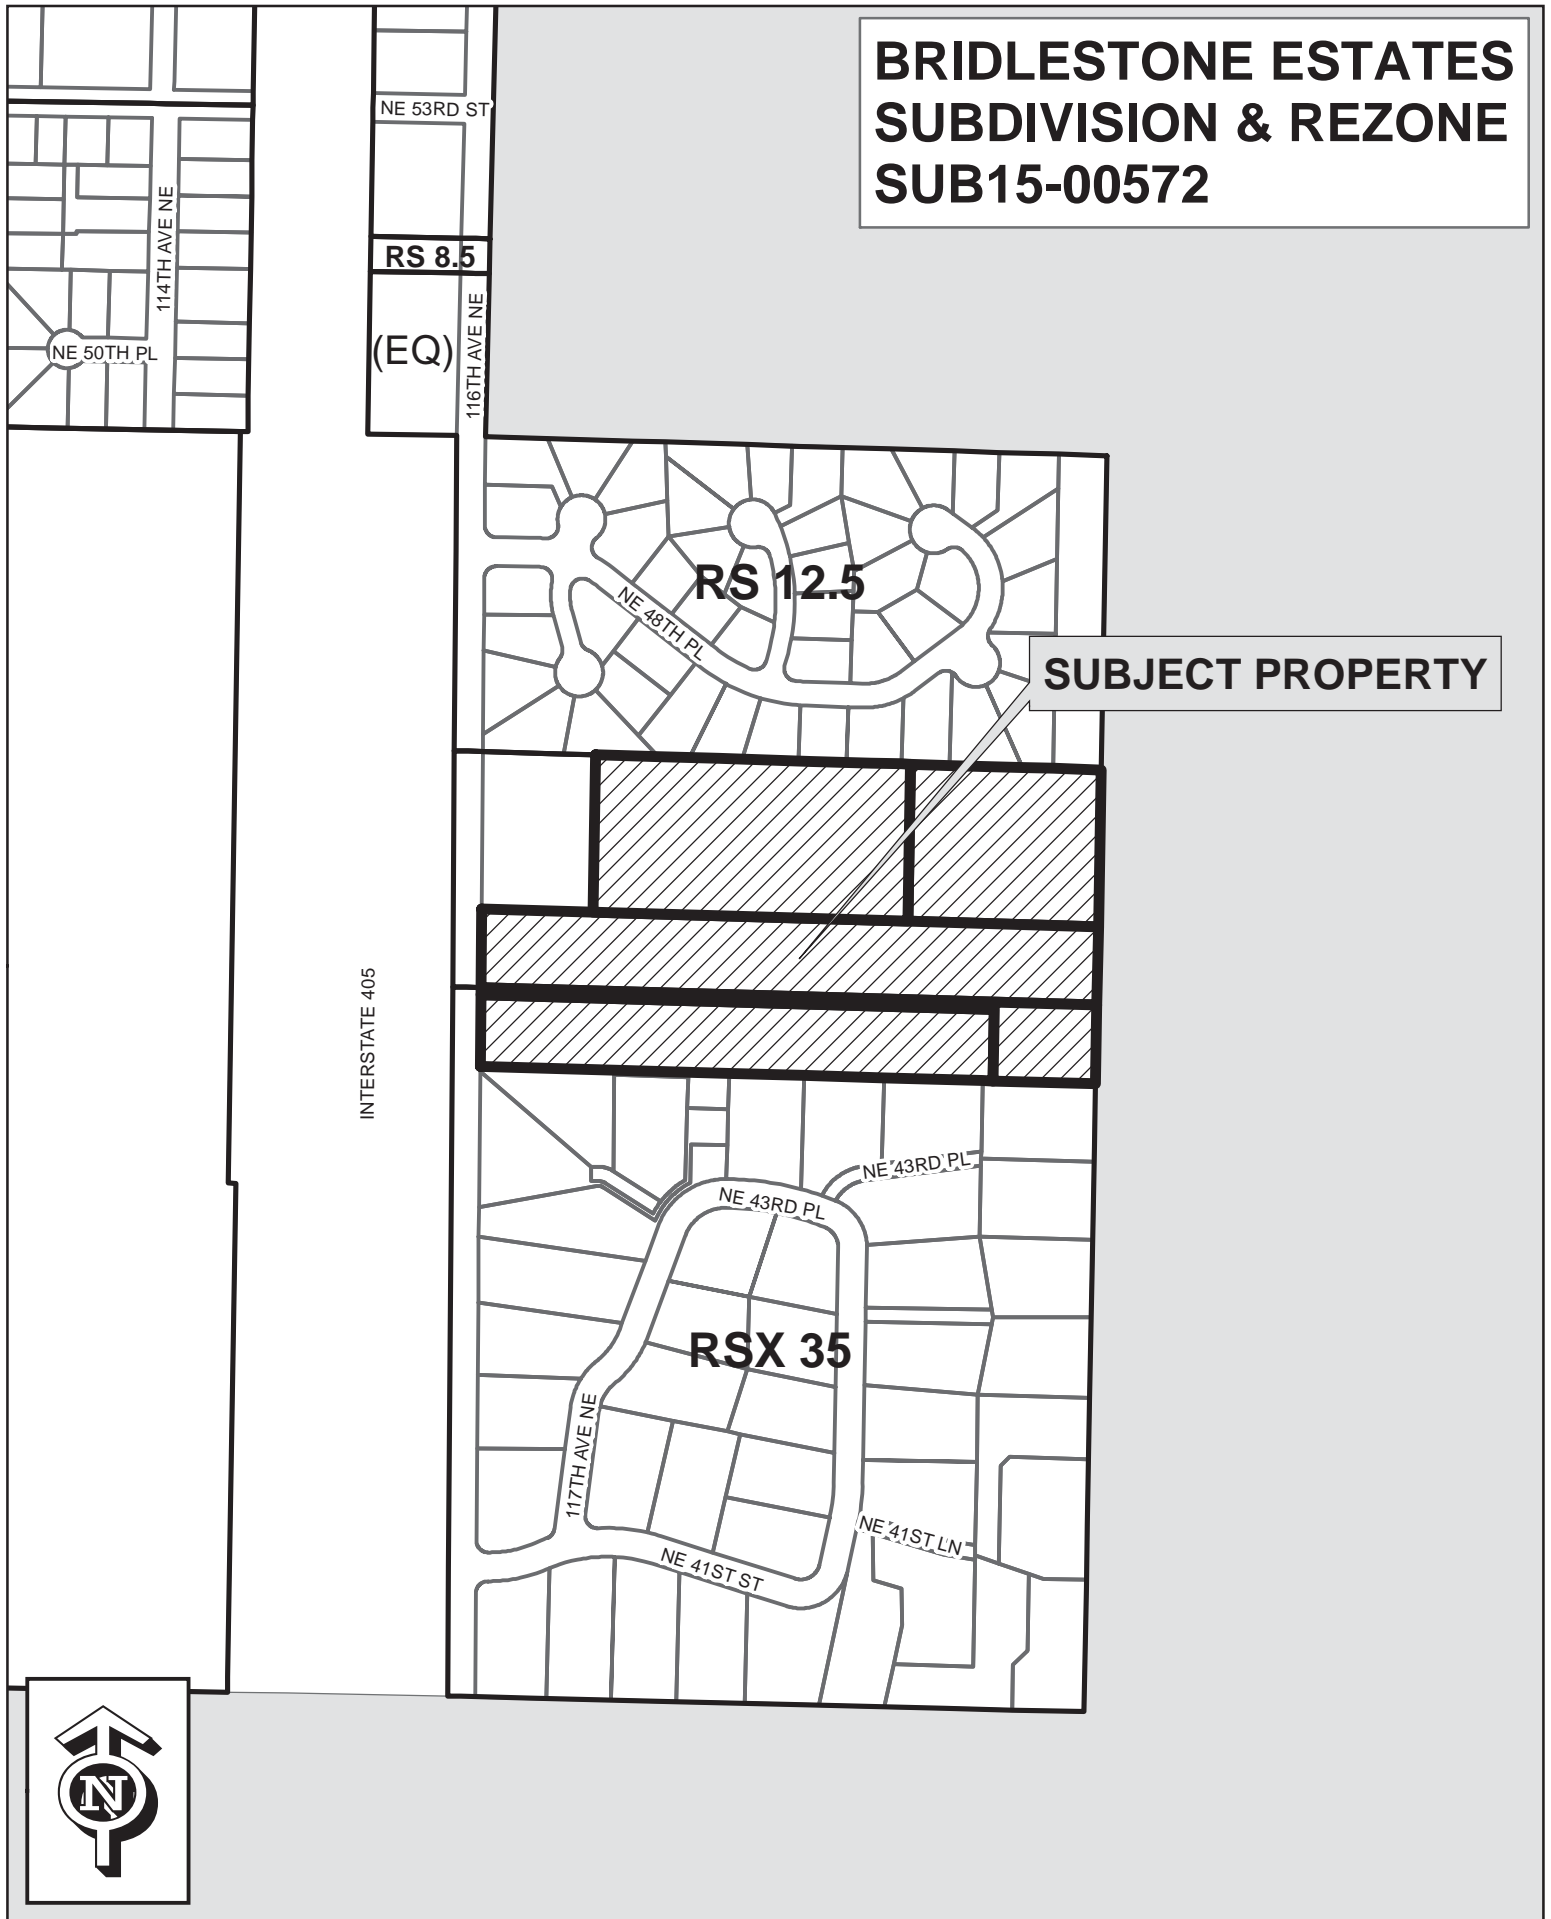 BRIDLESTONE ESTATES
SUBDIVISION & REZONE
SUB15-00572
NE 53RD ST
114TH AVE NE
RS 8.5
(EQ)
116TH AVE NE
NE 50TH PL
RS 12.5
NE 48TH PL
SUBJECT PROPERTY
INTERSTATE 405
NE 43RD PL
NE 43RD PL
RSX 35
117TH AVE NE
NE 41ST LN
NE 41ST ST
N